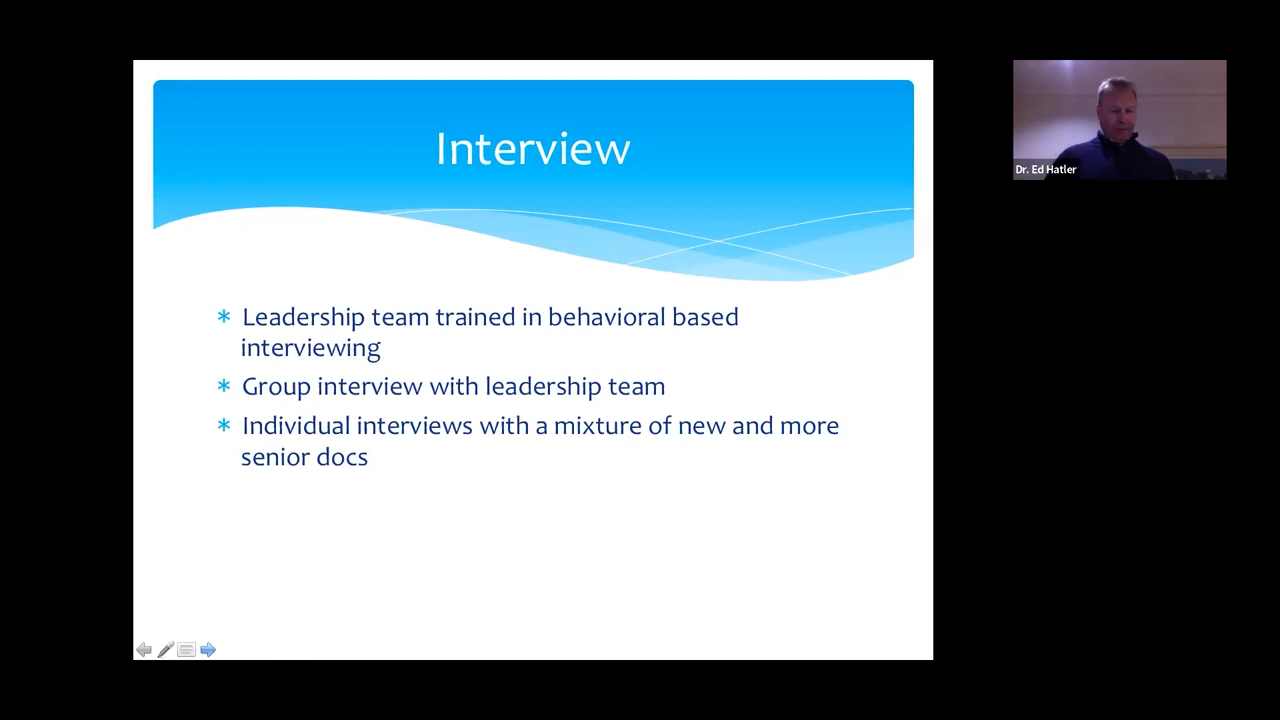 Interview
Dr. Ed Hatler
* Leadership team trained in behavioral based
interviewing
* Group interview with leadership team
* Individual interviews with a mixture of new and more
senior docs